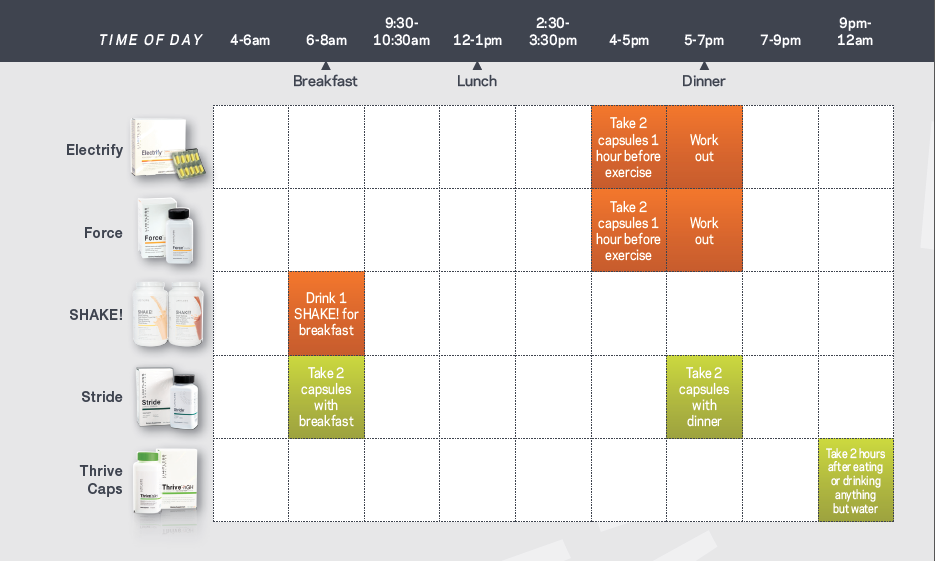 TIME OF DAY
4-6am
6-8am
9:30-
10:30am
12-1pm
2:30-
3:30pm
4-5pm
5-7pm
7-9pm
9pm-
12am
Breakfast
Lunch
Dinner
Electrify
Electrify
Take 2
capsules 1
hour before
exercise
Work
out
Force
Force
Force
Take 2
capsules 1
hour before
exercise
Work
out
SHAKE!
SHAKE!
SHAKE!
Drink 1
SHAKE! for
breakfast
Stride
Stride
Stride
Take 2
capsules
with
breakfast
Take 2
capsules
with
dinner
Thrive
Caps
Thrive
Thrive
Take 2 hours
after eating
or drinking
anything
but water